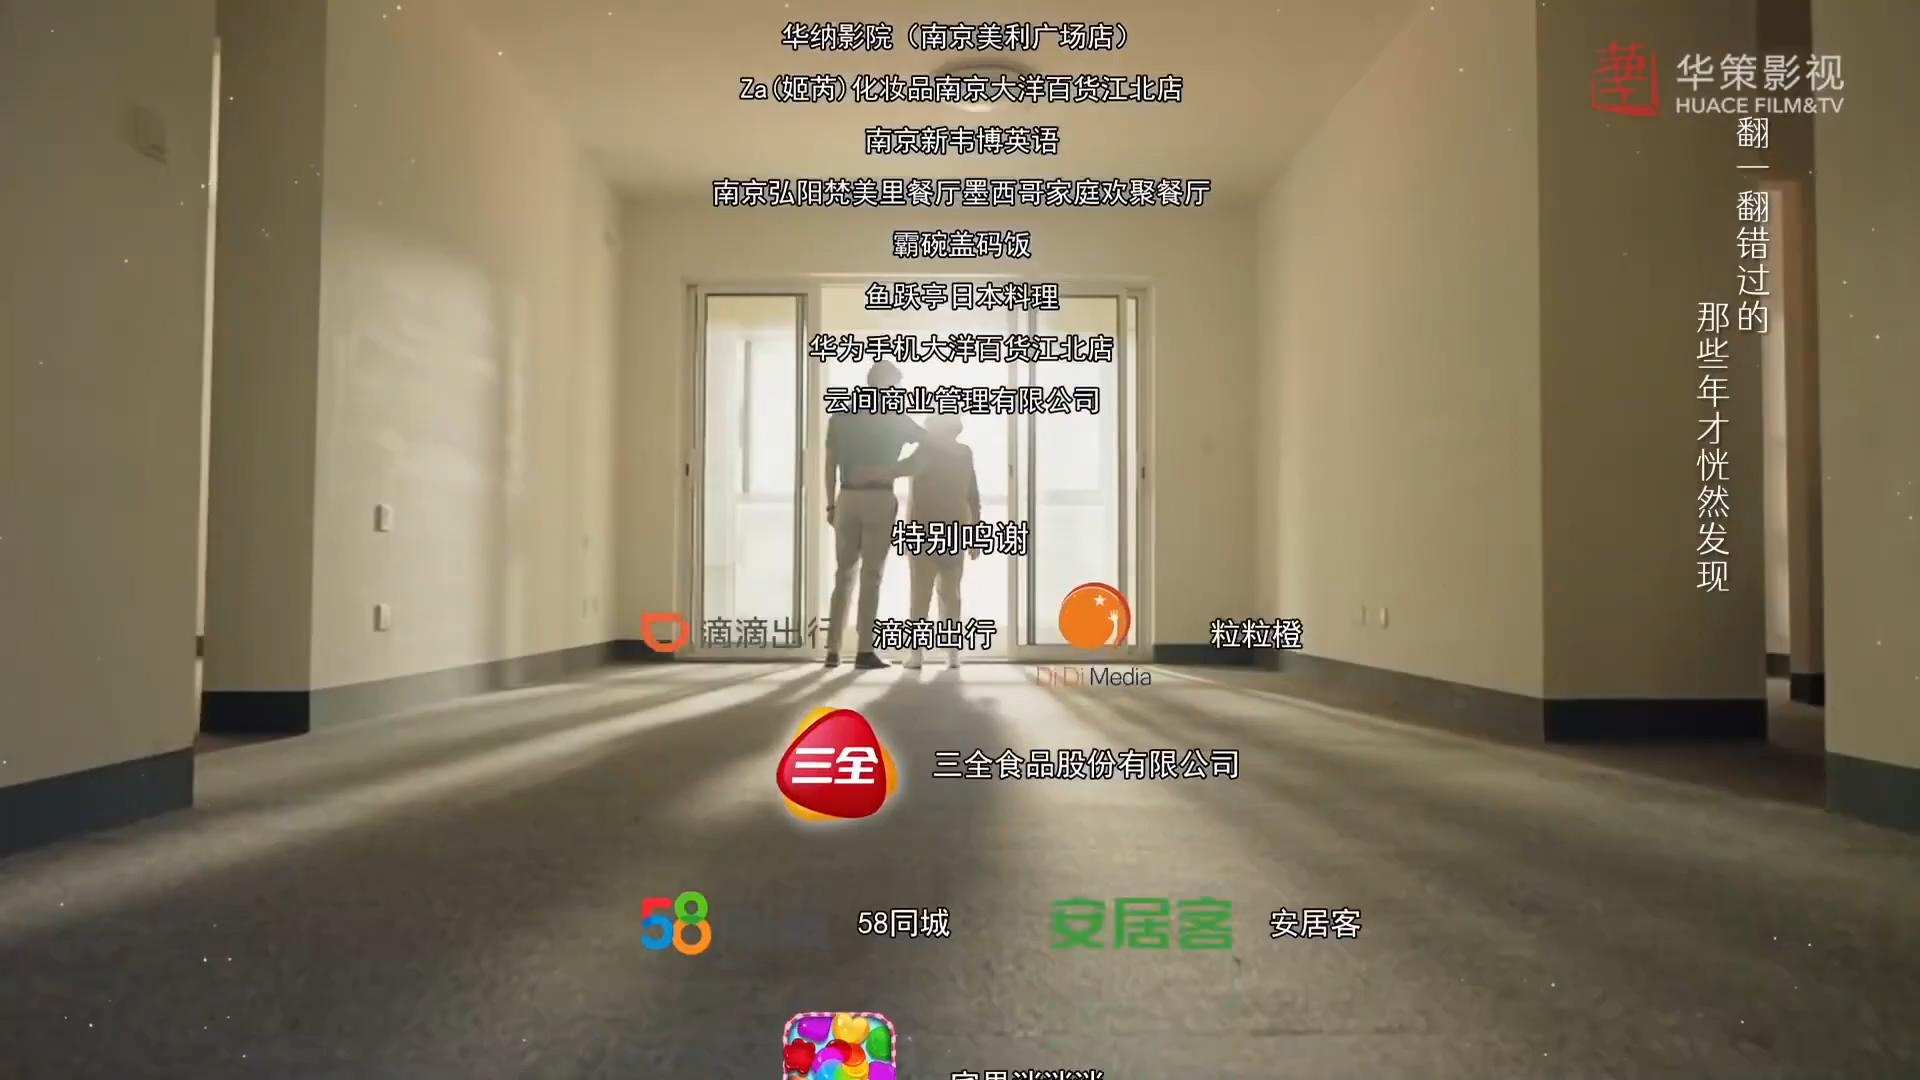 华纳影院（南京美利广场店）
Za(姬芮)化妆品南京大洋百货江北店
南京新韦博英语
南京弘阳梵美里餐厅墨西哥家庭欢聚餐厅
霸碗盖码饭
鱼跃亭日本料理
华为手机大洋百货江北店
云间商业管理有限公司
華
华策影视
HUACE FILM&TV
翻一翻错过的
那些年才恍然发现
特别鸣谢
滴滴出行
滴滴出行
DiDi Media
粒粒橙
三全
三全食品股份有限公司
58
58同城
安居客
安居客